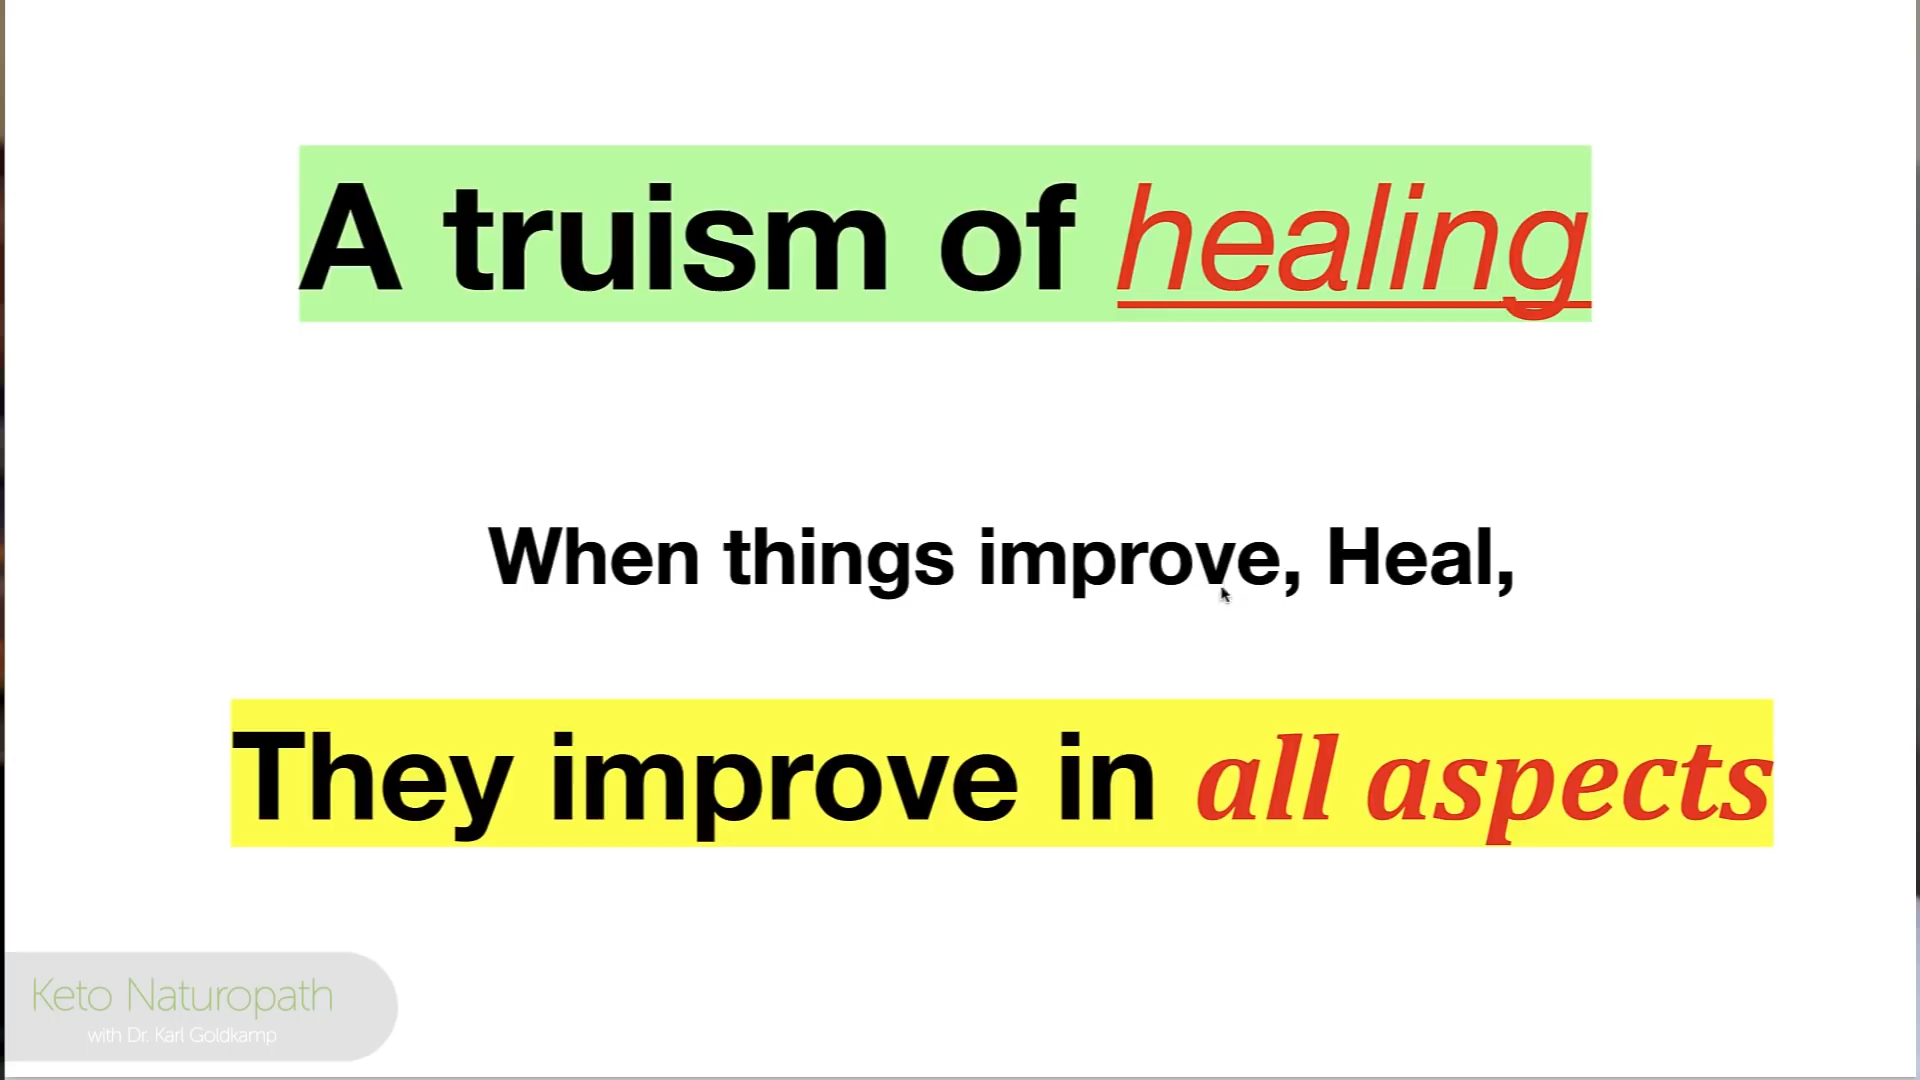 A truism of healing
When things improve, Heal,
They improve in all aspects
Keto Naturopath
with Dr. Karl Goldkamp